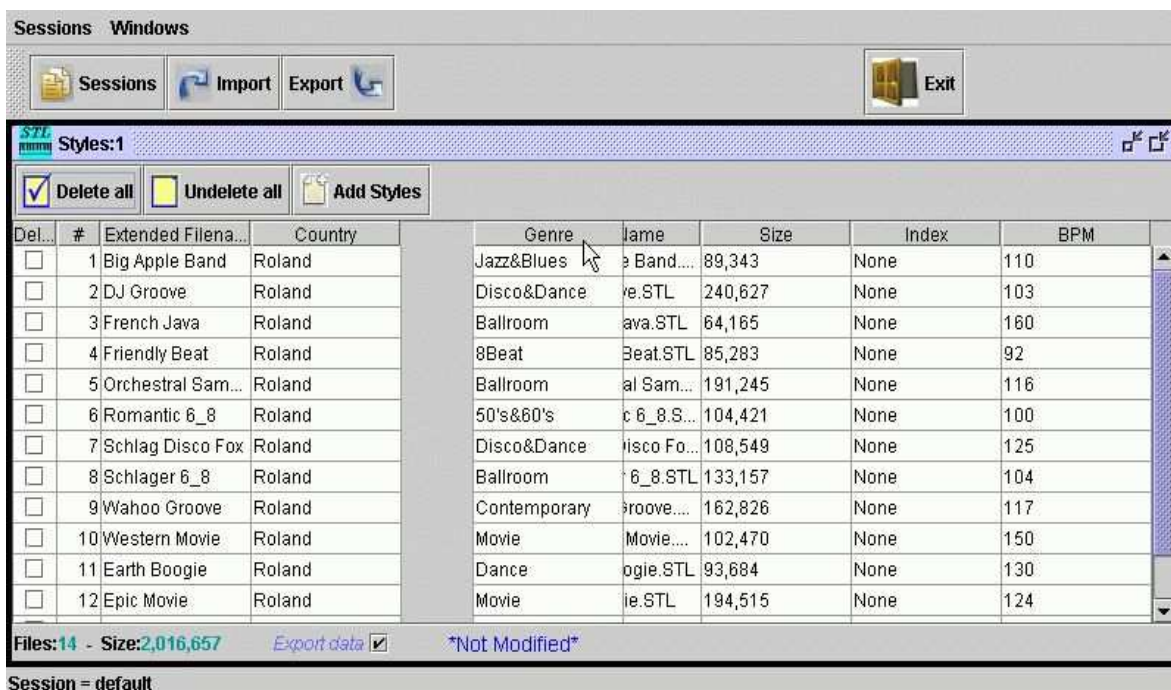 Sessions Windows
Sessions Import Export Exit
STL Styles:1
Delete all Undelete all Add Styles
Del... # Extended Filena... Country Genre Name Size Index BPM
1 Big Apple Band Roland Jazz&Blues e Band.... 89,343 None 110
2 DJ Groove Roland Disco&Dance ve.STL 240,627 None 103
3 French Java Roland Ballroom ava.STL 64,165 None 160
4 Friendly Beat Roland 8Beat Beat.STL 85,283 None 92
5 Orchestral Sam... Roland Ballroom al Sam... 191,245 None 116
6 Romantic 6_8 Roland 50's&60's c 6_8.S... 104,421 None 100
7 Schlag Disco Fox Roland Disco&Dance isco Fo... 108,549 None 125
8 Schlager 6_8 Roland Ballroom 6_8.STL 133,157 None 104
9 Wahoo Groove Roland Contemporary Groove.... 162,826 None 117
10 Western Movie Roland Movie Movie.... 102,470 None 150
11 Earth Boogie Roland Dance ogie.STL 93,684 None 130
12 Epic Movie Roland Movie ie.STL 194,515 None 124
Files:14 - Size:2,016,657 Export data *Not Modified*
Session = default